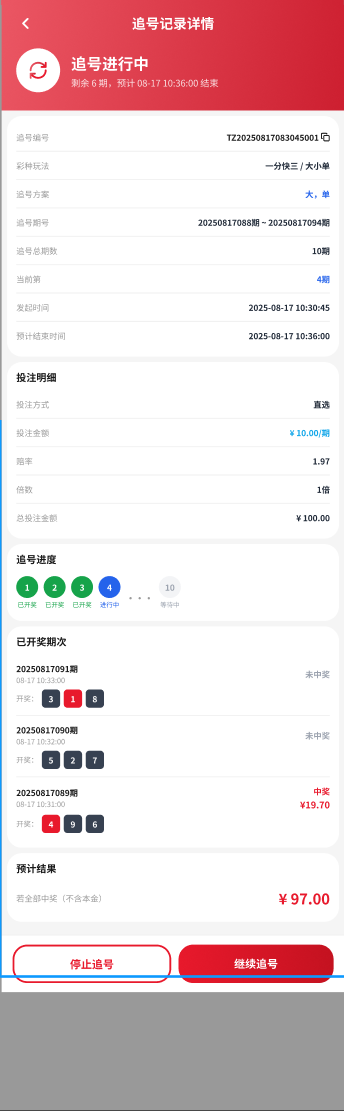 追号记录详情
追号进行中
剩余 6 期，预计 08-17 10:36:00 结束
追号编号 TZ20250817083045001
彩种玩法 一分快三 / 大小单
追号方案 大，单
追号期号 20250817088期 ~ 20250817094期
追号总期数 10期
当前第 4期
发起时间 2025-08-17 10:30:45
预计结束时间 2025-08-17 10:36:00
投注明细
投注方式 直选
投注金额 ¥ 10.00/期
赔率 1.97
倍数 1倍
总投注金额 ¥ 100.00
追号进度
1 2 3 4 ... 10
已开奖 已开奖 已开奖 进行中 等待中
已开奖期次
20250817091期 未中奖
08-17 10:33:00
开奖： 3 1 8
20250817090期 未中奖
08-17 10:32:00
开奖： 5 2 7
20250817089期 中奖
08-17 10:31:00 ¥19.70
开奖： 4 9 6
预计结果
若全部中奖（不含本金） ¥ 97.00
停止追号 继续追号